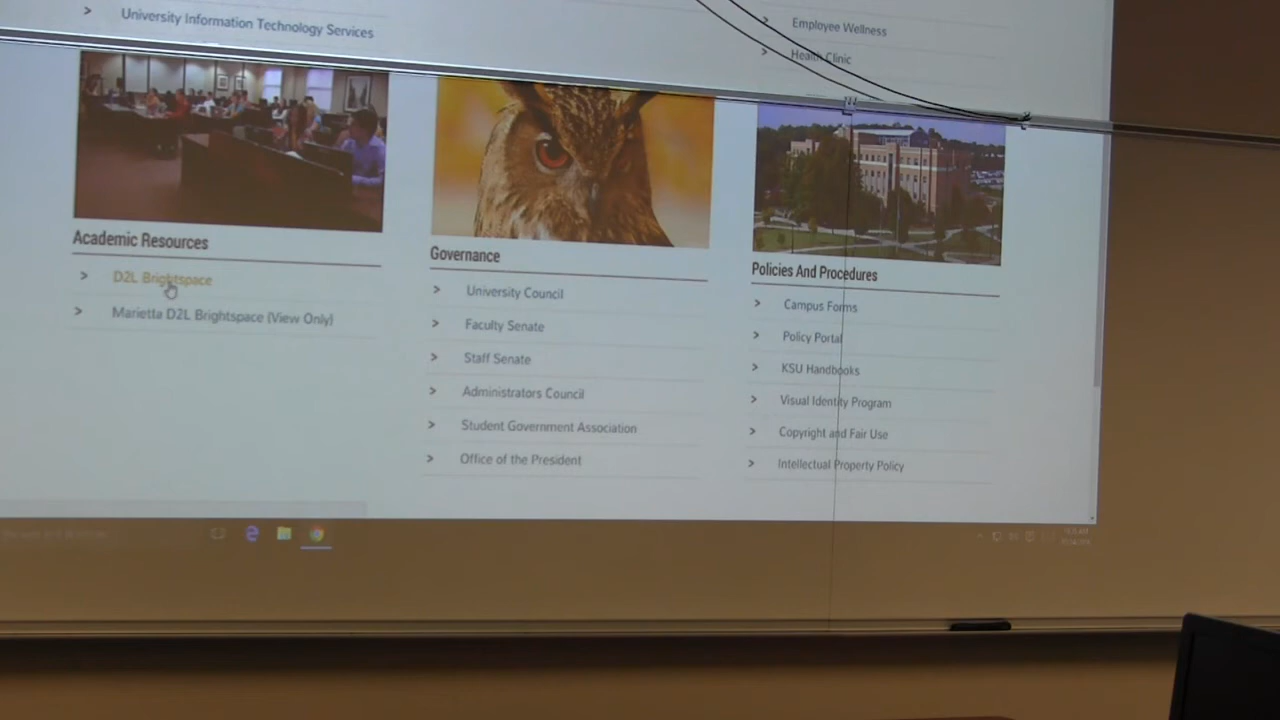 > University Information Technology Services
> Employee Wellness
> Health Clinic
Academic Resources
> D2L Brightspace
> Marietta D2L Brightspace (View Only)
Governance
> University Council
> Faculty Senate
> Staff Senate
> Administrators Council
> Student Government Association
> Office of the President
Policies And Procedures
> Campus Forms
> Policy Portal
> KSU Handbooks
> Visual Identity Program
> Copyright and Fair Use
> Intellectual Property Policy